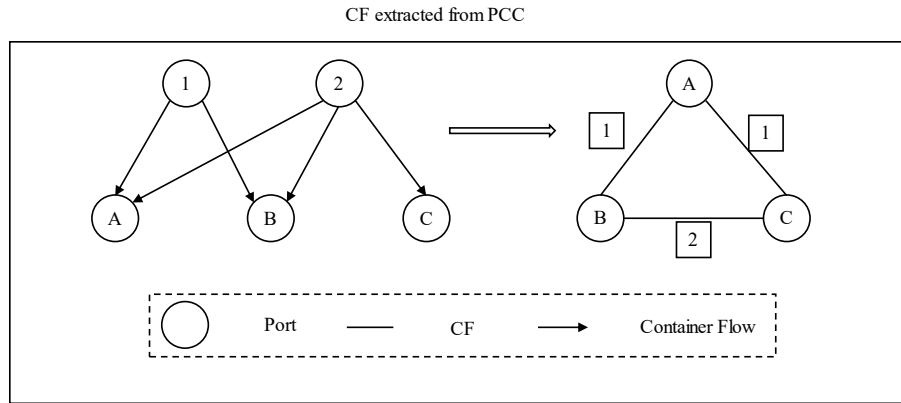 CF extracted from PCC
1 2 A
1 1
A B C B C
2
Port CF Container Flow